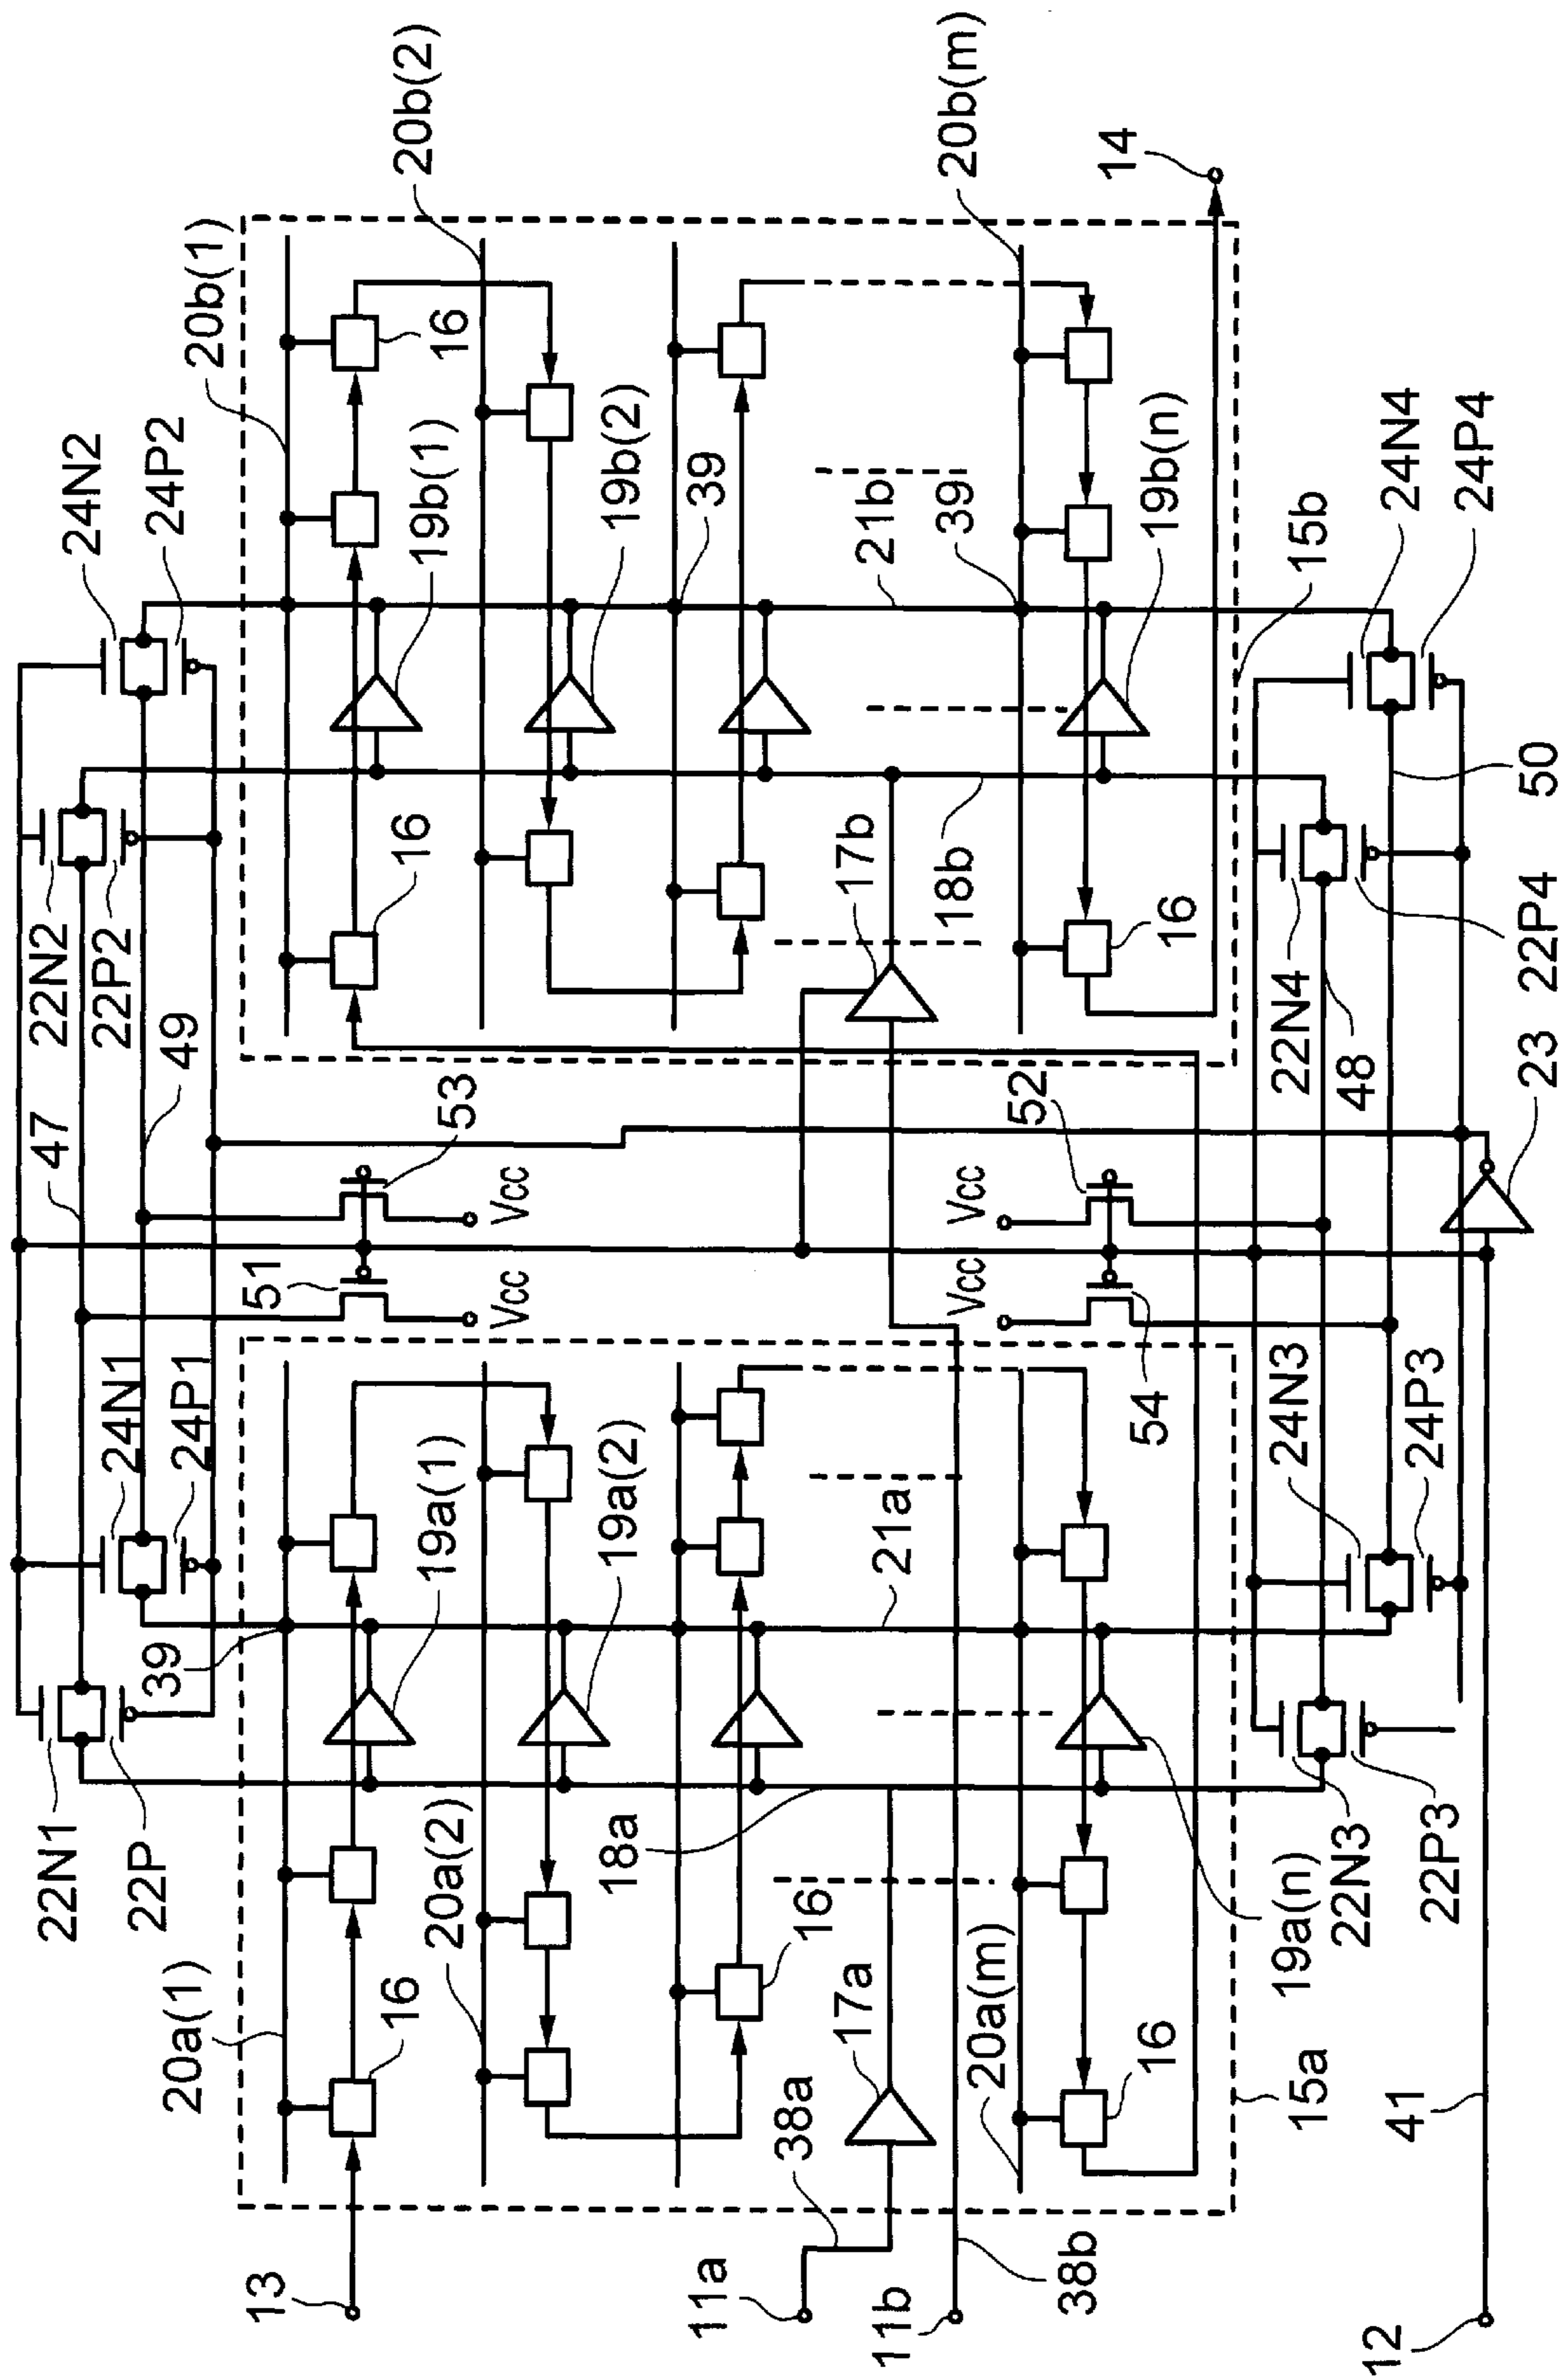 22N1
22P
24N1
24P1
47
49
22N2
22P2
24N2
24P2
20a(1)
39
51
53
20b(1)
16
19a(1)
Vcc
Vcc
16
19b(1)
16
20b(2)
20a(2)
19a(2)
19b(2)
18a
39
16
21a
17b
18b
21b
39
17a
38a
Vcc
Vcc
20b(m)
20a(m)
54
52
16
16
19b(n)
14
13
11a
11b
38b
15a
19a(n)
22N3
22P3
24N3
24P3
48
22N4
22P4
15b
24N4
24P4
50
12
41
23